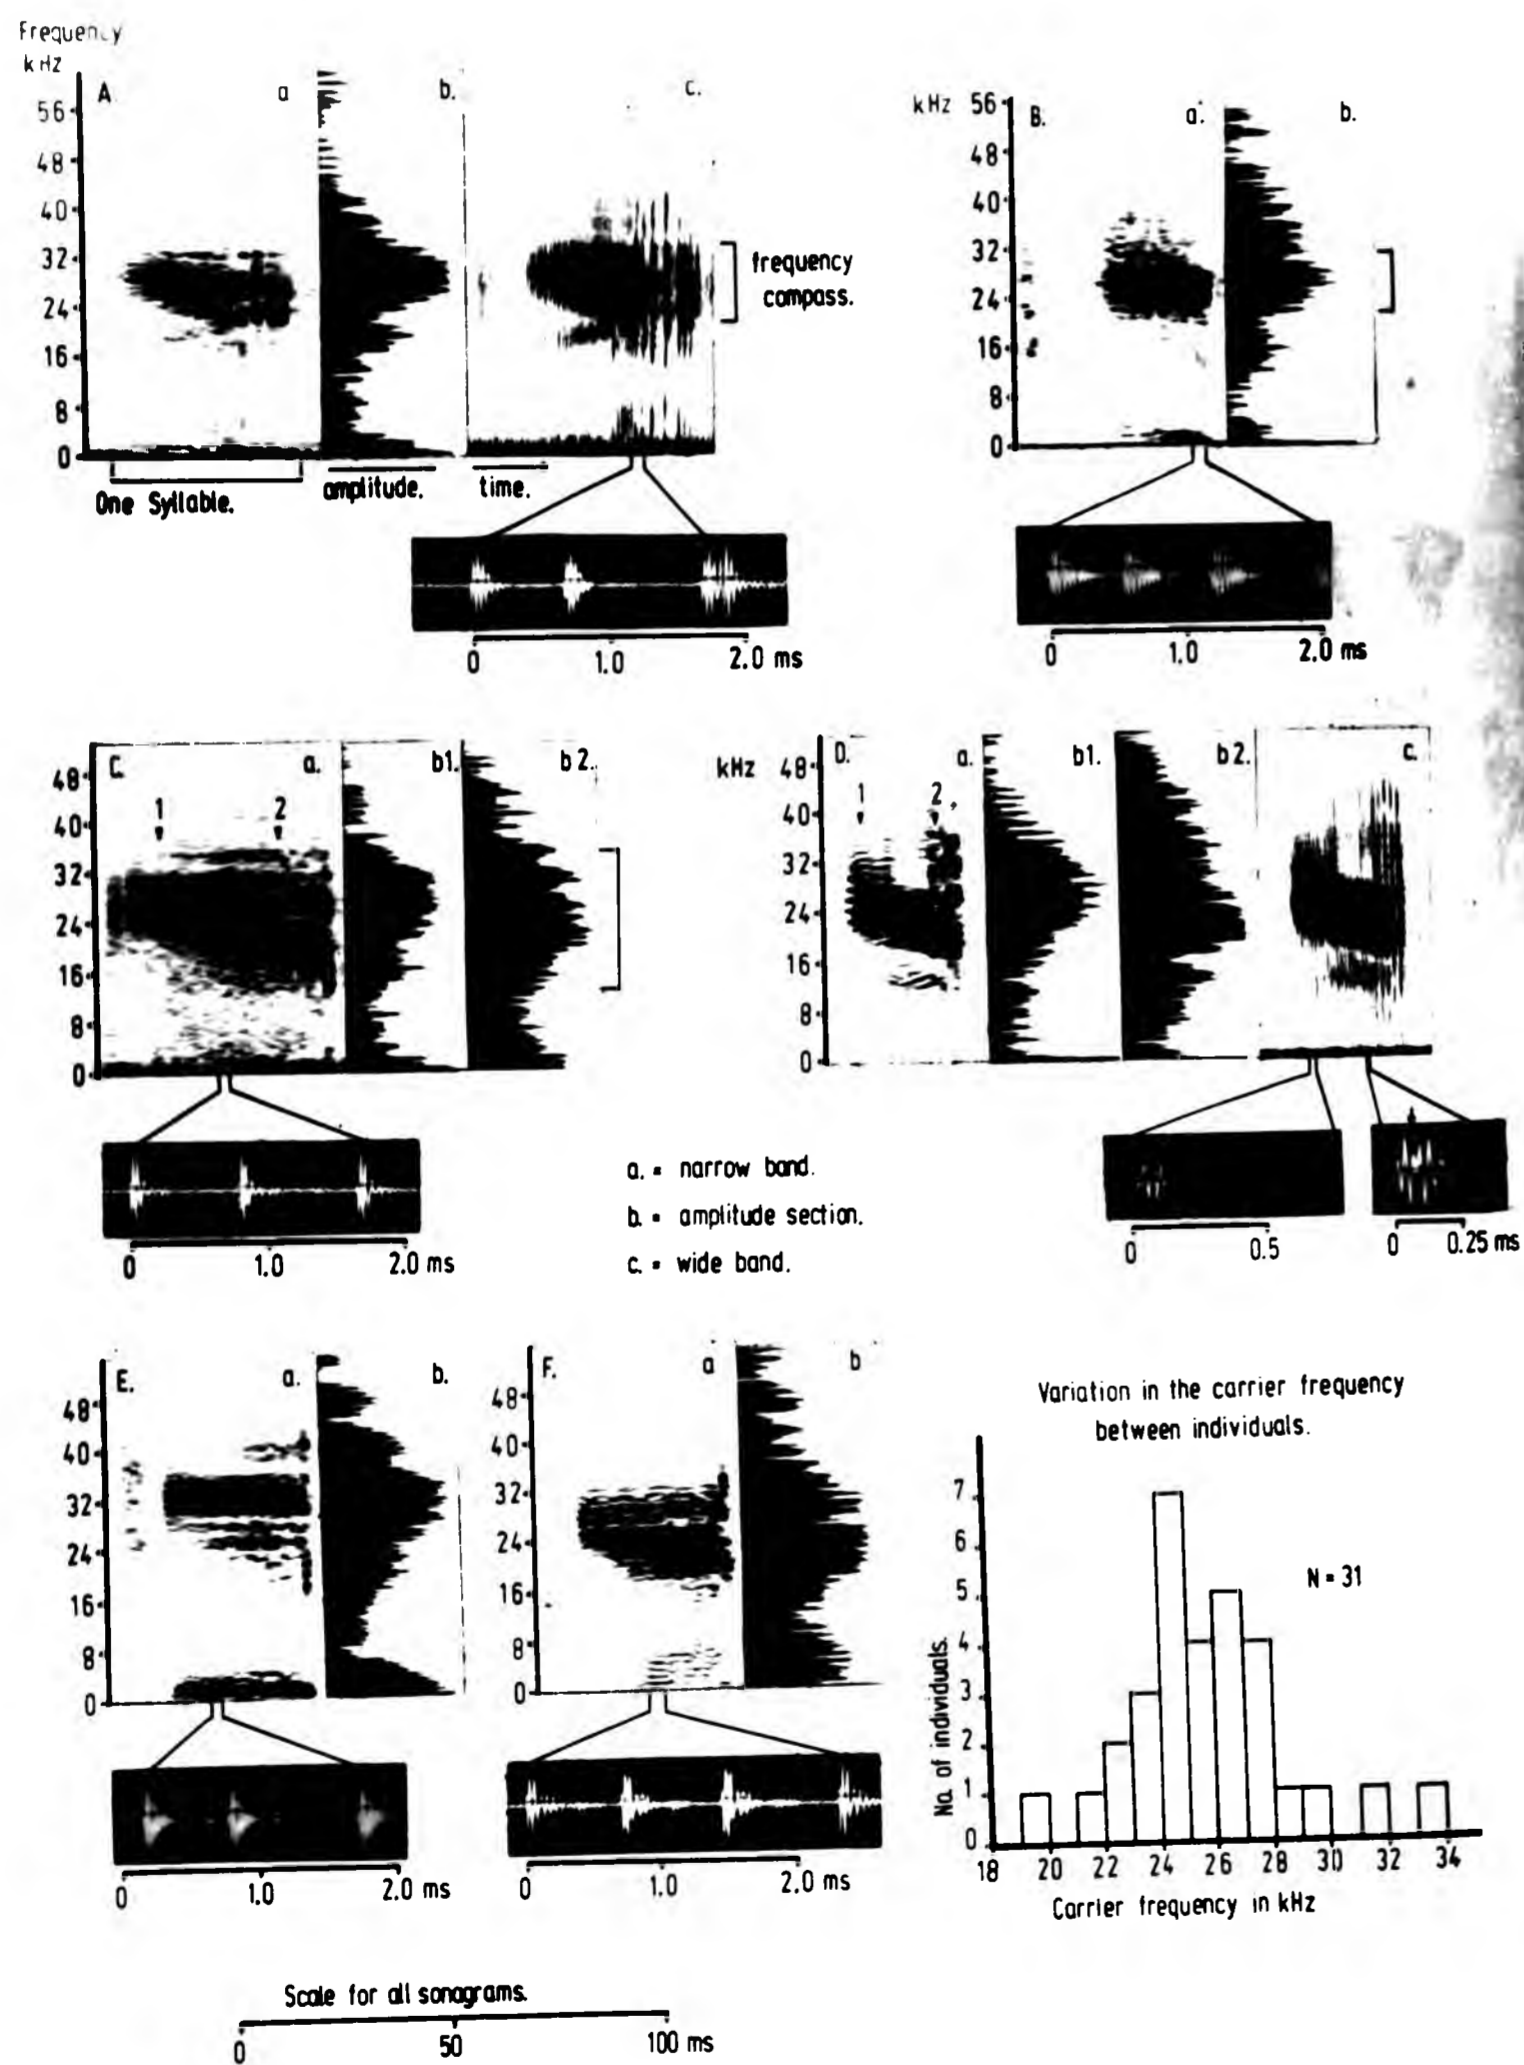 Frequency
kHz
A a b. c.
56
48
40
32
24
16
8
0
frequency
compass.
One Syllable.
amplitude.
time.
0 1.0 2.0 ms
kHz 56
B. a. b.
48
40
32
24
16
8
0
0 1.0 2.0 ms
C. a. b1. b2.
1 2
48
40
32
24
16
8
0
0 1.0 2.0 ms
kHz 48
D. a. b1. b2. c.
1 2
40
32
24
16
8
0
0 0.5
0 0.25 ms
a. = narrow band.
b. = amplitude section.
c. = wide band.
E. a. b.
48
40
32
24
16
8
0
0 1.0 2.0 ms
F. a b
48
40
32
24
16
8
0
0 1.0 2.0 ms
Variation in the carrier frequency
between individuals.
N = 31
No. of individuals.
7
6
5
4
3
2
1
0
18 20 22 24 26 28 30 32 34
Carrier frequency in kHz
Scale for all sonagrams.
0 50 100 ms